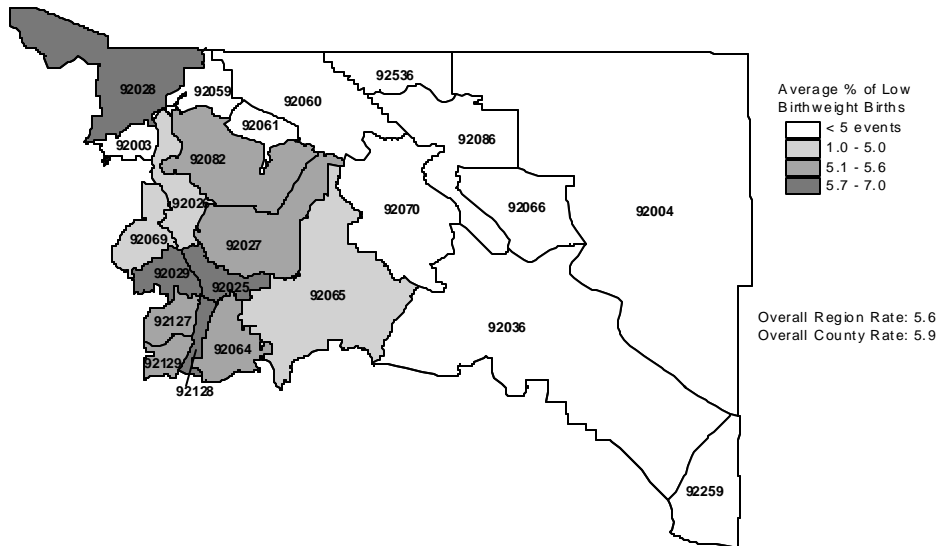 92536
92028
92059
92060
Average % of Low
Birthweight Births
< 5 events
1.0 - 5.0
5.1 - 5.6
5.7 - 7.0
92061
92003
92086
92082
92026
92070
92066
92004
92069
92027
92029
92025
92065
92127
92036
Overall Region Rate: 5.6
Overall County Rate: 5.9
92064
92129
92128
92259